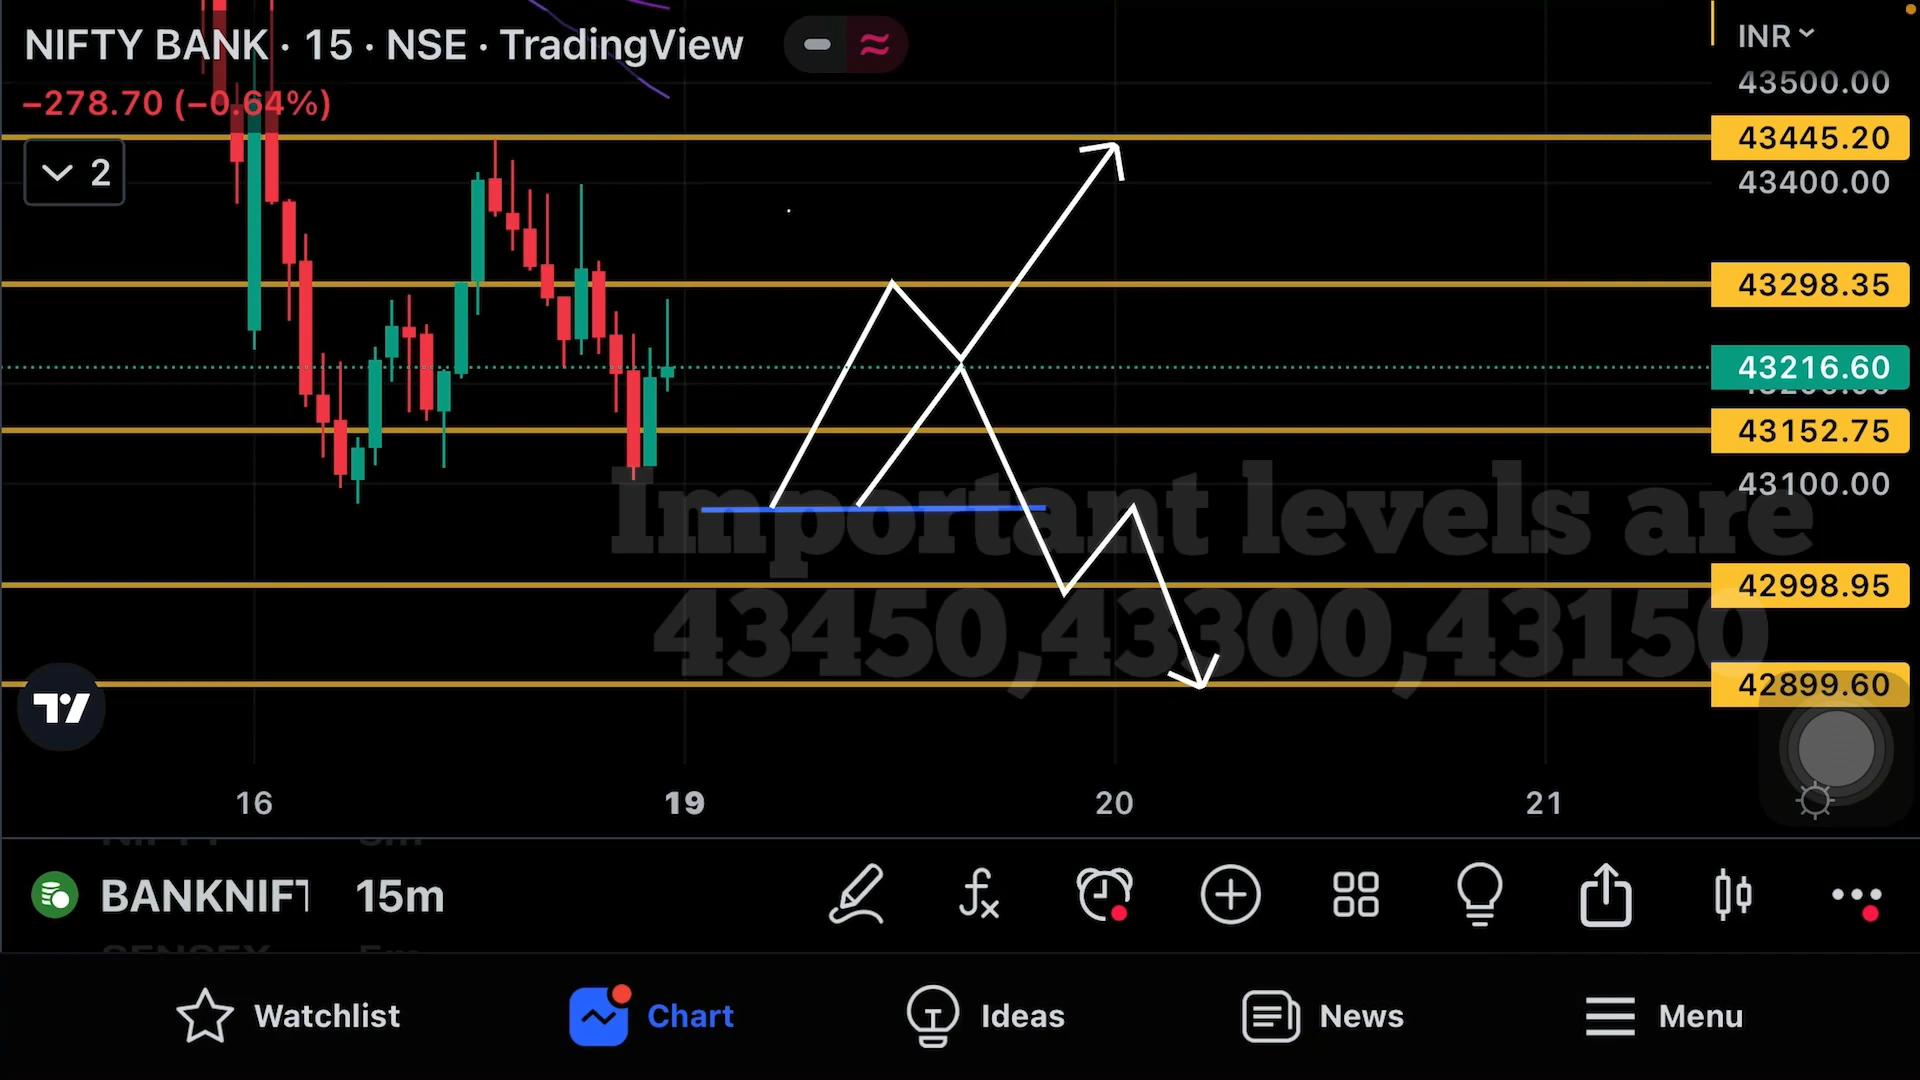 NIFTY BANK · 15 · NSE · TradingView
INR
−278.70 (−0.64%)
2
43500.00
43445.20
43400.00
43298.35
43216.60
43152.75
43100.00
42998.95
42899.60
Important levels are
43450,43300,43150
16 19 20 21
BANKNIFT 15m
Watchlist Chart Ideas News Menu